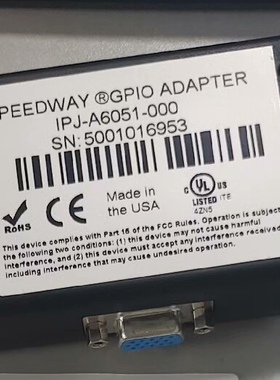 PEEDWAY ®GPIO ADAPTER
IPJ-A6051-000
SN: 5001016953
RoHS
CE
Made in
the USA
C UL US
LISTED ITE
4ZN5
This device complies with Part 15 of the FCC Rules. Operation is subject
the following two conditions: (1) this device may not cause harmful
interference, and (2) this device must accept any interference received
including interference that may cause undesired operation.